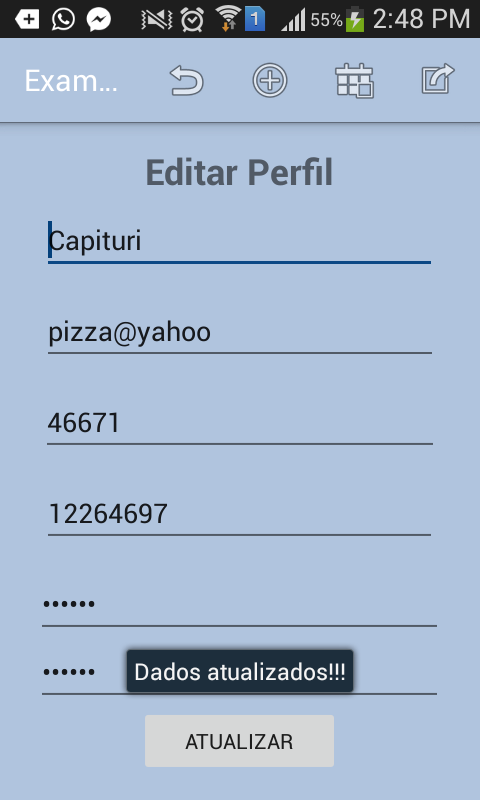 1 55% 2:48 PM
Exam...
Editar Perfil
Capituri
pizza@yahoo
46671
12264697
••••••
••••••
Dados atualizados!!!
ATUALIZAR